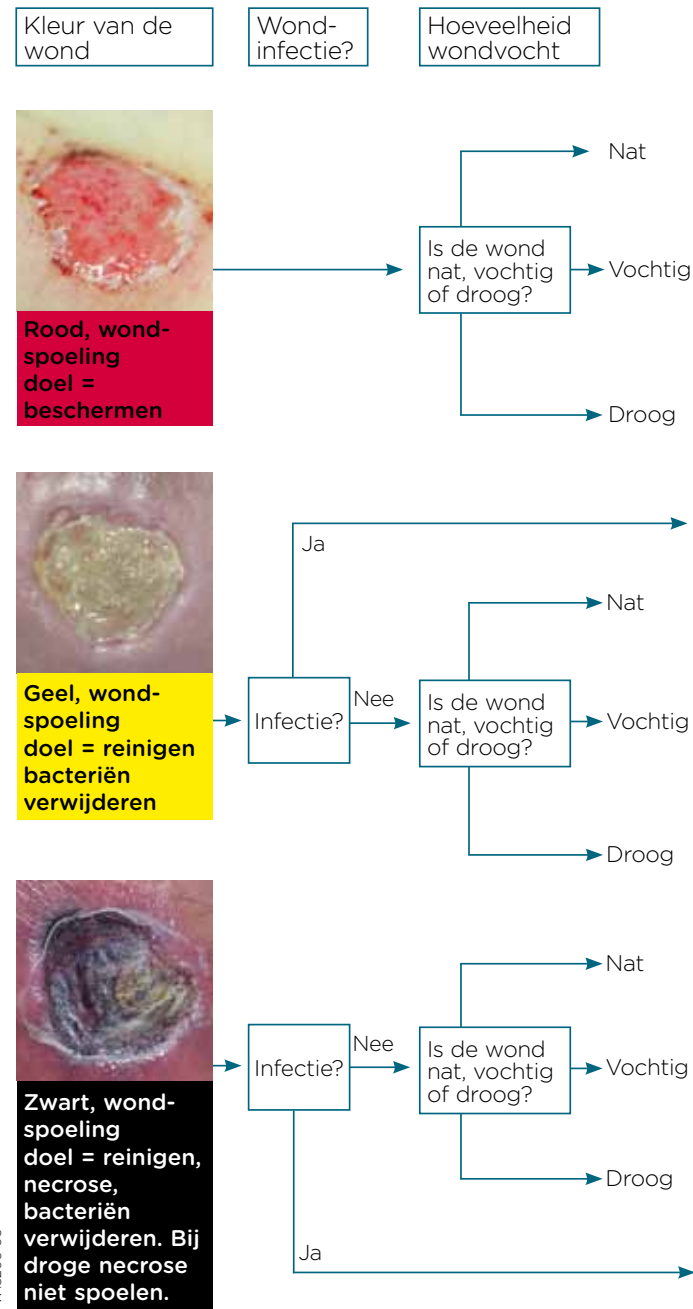 Kleur van de
wond
Wond-
infectie?
Hoeveelheid
wondvocht
Nat
Is de wond
nat, vochtig
of droog?
Vochtig
Droog
Rood, wond-
spoeling
doel =
beschermen
Ja
Nat
Geel, wond-
spoeling
doel = reinigen
bacteriën
verwijderen
Infectie?
Nee
Is de wond
nat, vochtig
of droog?
Vochtig
Droog
Nat
Infectie?
Nee
Is de wond
nat, vochtig
of droog?
Vochtig
Droog
Zwart, wond-
spoeling
doel = reinigen,
necrose,
bacteriën
verwijderen. Bij
droge necrose
niet spoelen.
Ja